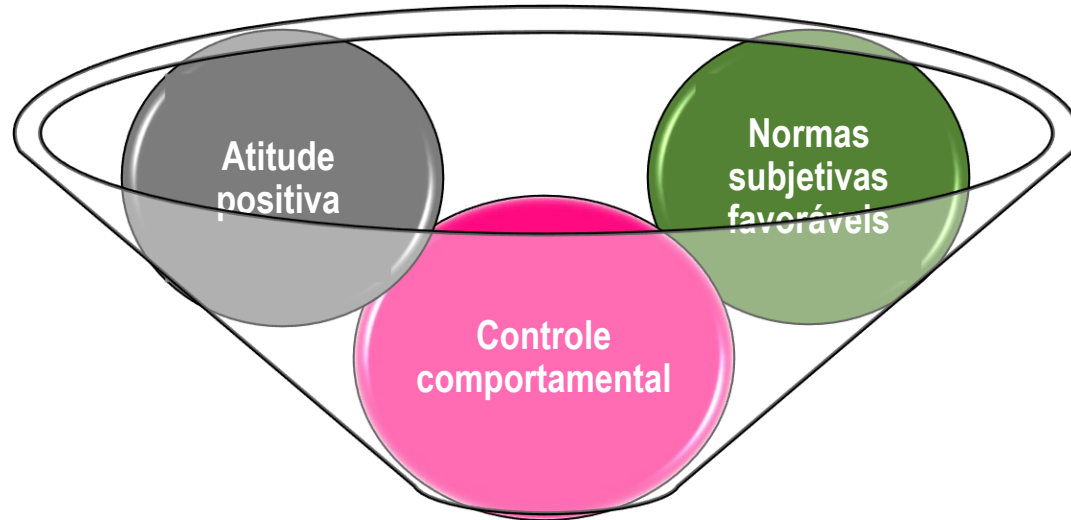 Atitude
positiva
Normas
subjetivas
favoráveis
Controle
comportamental